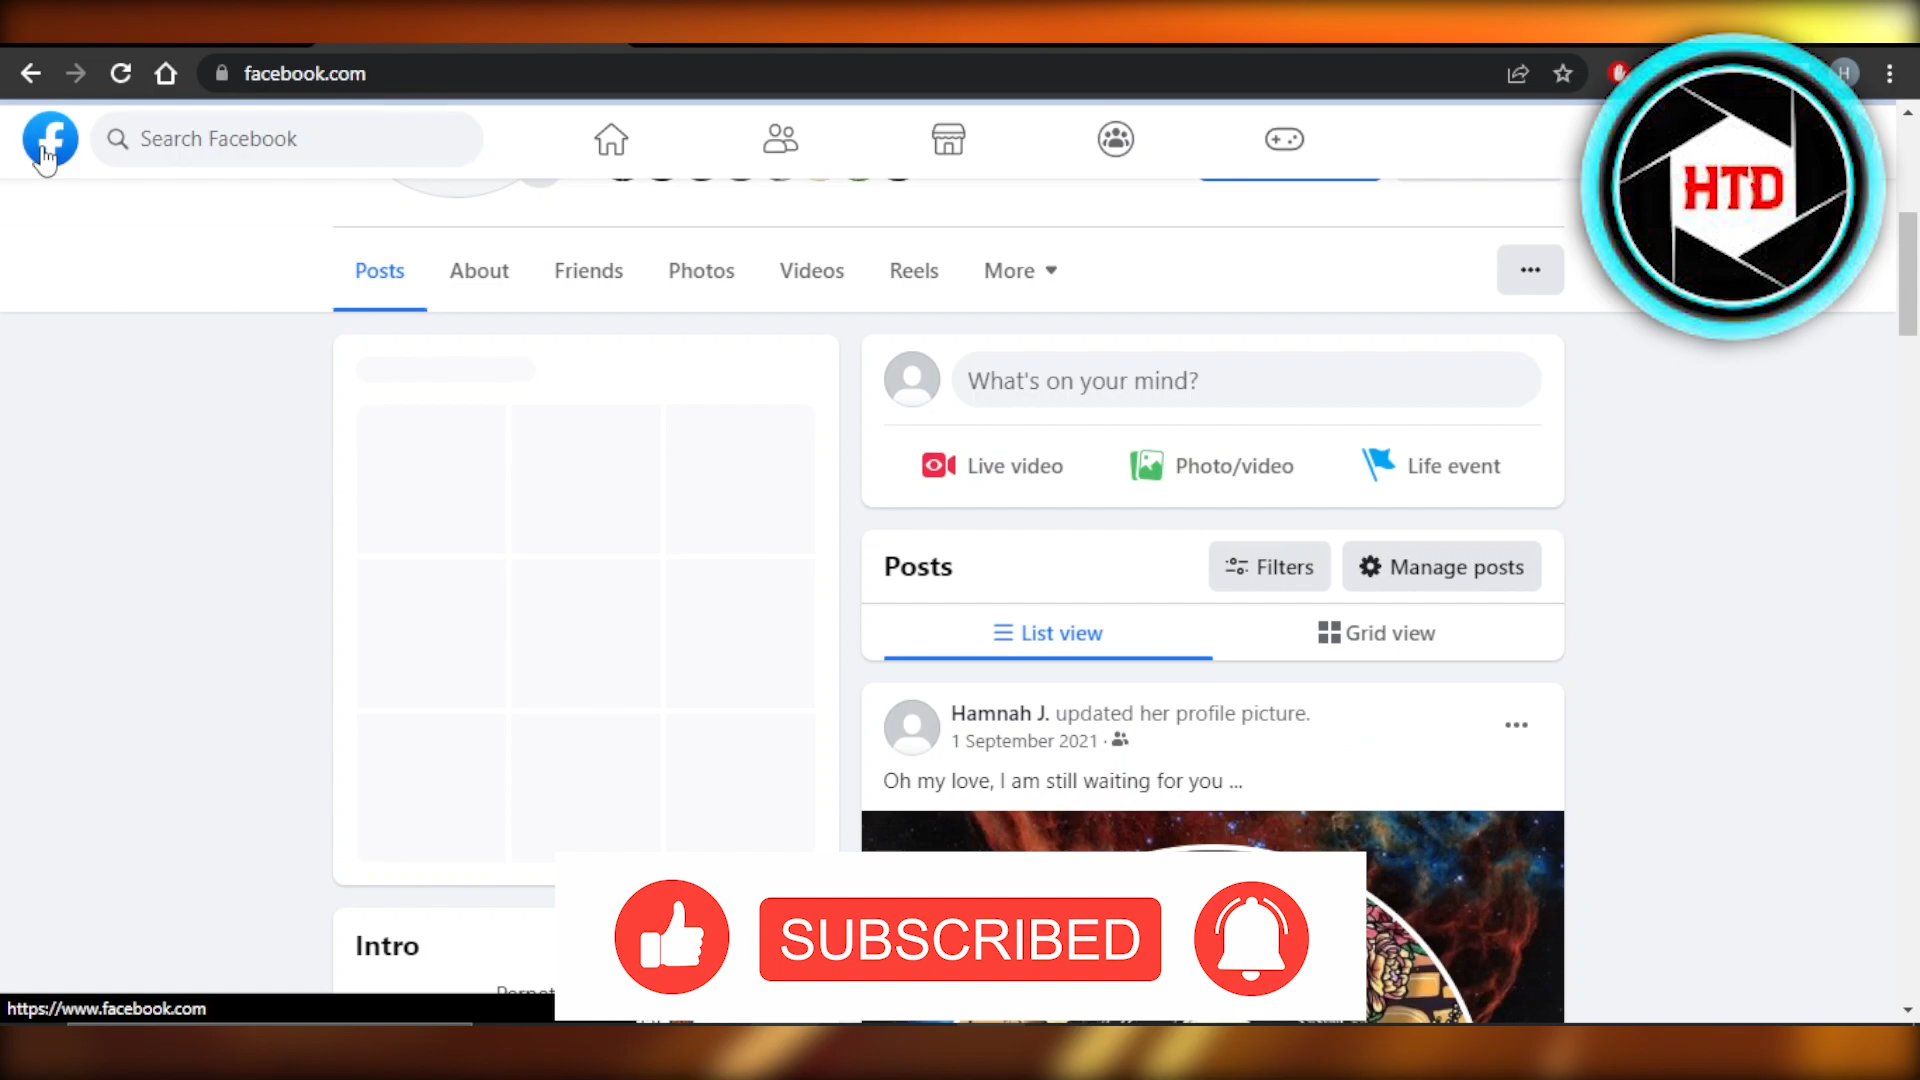 facebook.com
H
Search Facebook
HTD
Posts About Friends Photos Videos Reels More
What's on your mind?
Live video Photo/video Life event
Posts Filters Manage posts
List view Grid view
Hamnah J. updated her profile picture.
1 September 2021 ·
Oh my love, I am still waiting for you ...
SUBSCRIBED
Intro
https://www.facebook.com